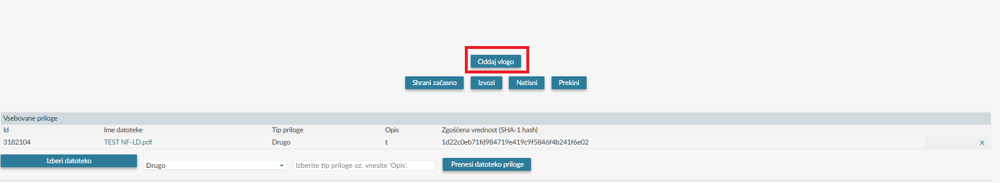 Oddaj vlogo
Shrani začasno Izvozi Natisni Prekini
Vsebovane priloge
Id Ime datoteke Tip priloge Opis Zgoščena vrednost (SHA-1 hash)
3182104 TEST NF-LD.pdf Drugo t 1d22c0eb71fd984719e419c9f5846f4b241f6e02
Izberi datoteko Drugo Izberite tip priloge oz. vnesite 'Opis'. Prenesi datoteko priloge